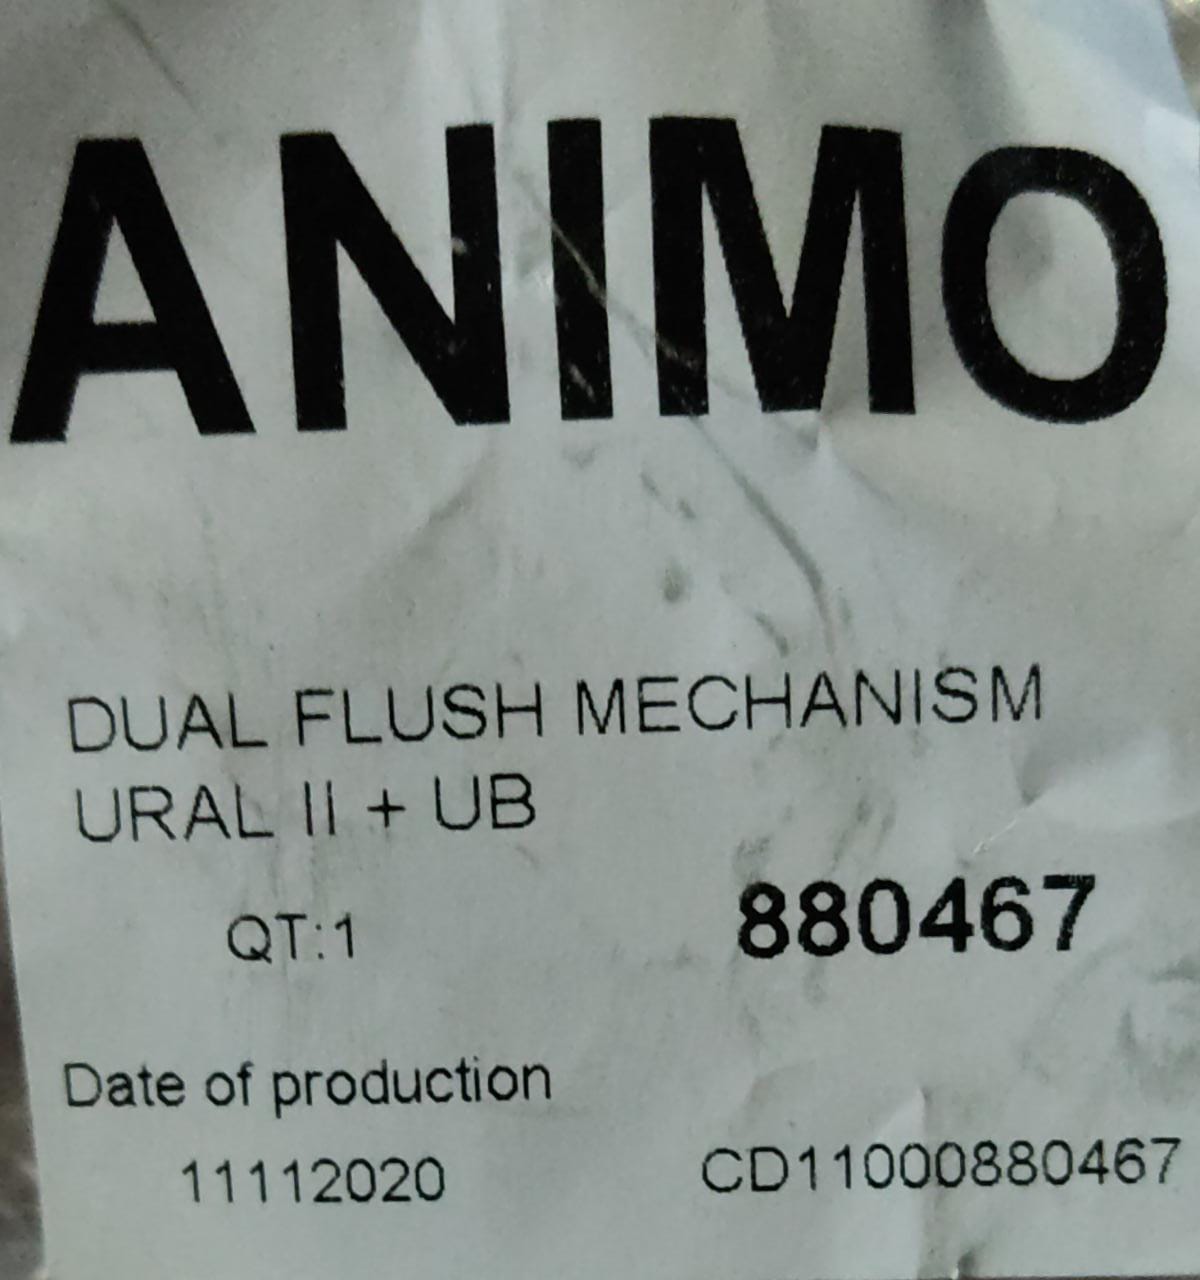 ANIMO
DUAL FLUSH MECHANISM
URAL II + UB
QT:1 880467
Date of production
11112020 CD11000880467